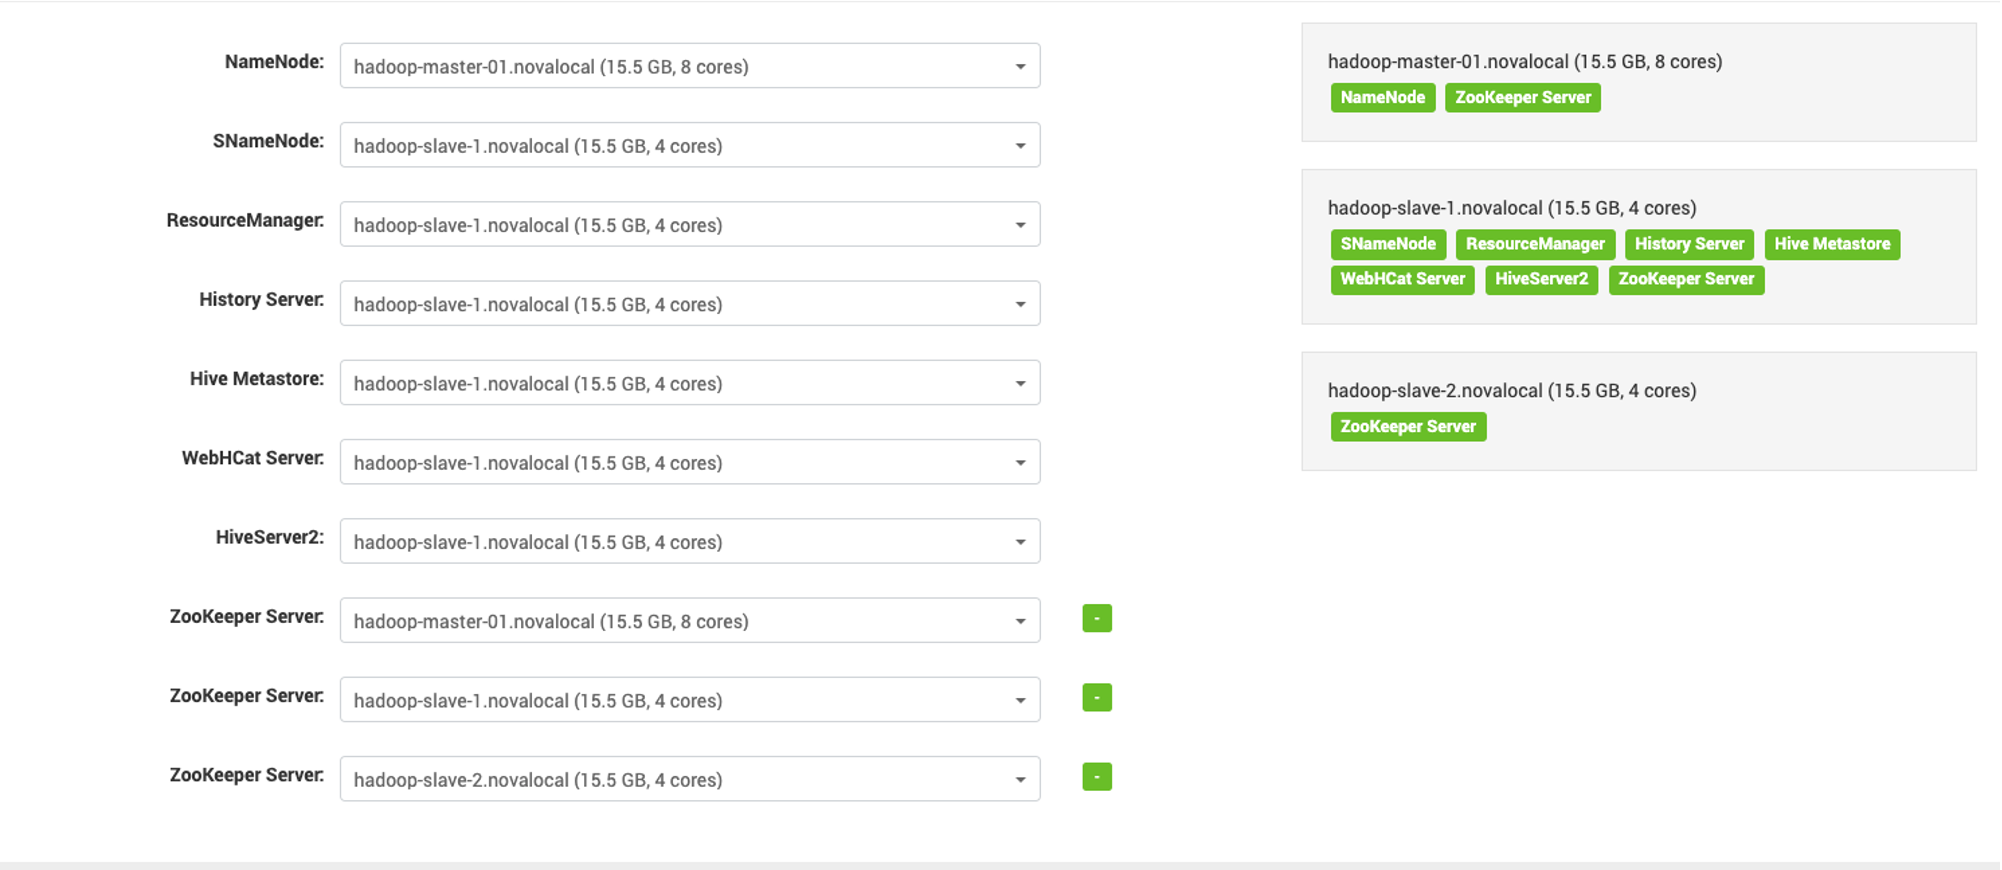 NameNode: hadoop-master-01.novalocal (15.5 GB, 8 cores)
SNameNode: hadoop-slave-1.novalocal (15.5 GB, 4 cores)
ResourceManager: hadoop-slave-1.novalocal (15.5 GB, 4 cores)
History Server: hadoop-slave-1.novalocal (15.5 GB, 4 cores)
Hive Metastore: hadoop-slave-1.novalocal (15.5 GB, 4 cores)
WebHCat Server: hadoop-slave-1.novalocal (15.5 GB, 4 cores)
HiveServer2: hadoop-slave-1.novalocal (15.5 GB, 4 cores)
ZooKeeper Server: hadoop-master-01.novalocal (15.5 GB, 8 cores) -
ZooKeeper Server: hadoop-slave-1.novalocal (15.5 GB, 4 cores) -
ZooKeeper Server: hadoop-slave-2.novalocal (15.5 GB, 4 cores) -
hadoop-master-01.novalocal (15.5 GB, 8 cores)
NameNode ZooKeeper Server
hadoop-slave-1.novalocal (15.5 GB, 4 cores)
SNameNode ResourceManager History Server Hive Metastore
WebHCat Server HiveServer2 ZooKeeper Server
hadoop-slave-2.novalocal (15.5 GB, 4 cores)
ZooKeeper Server